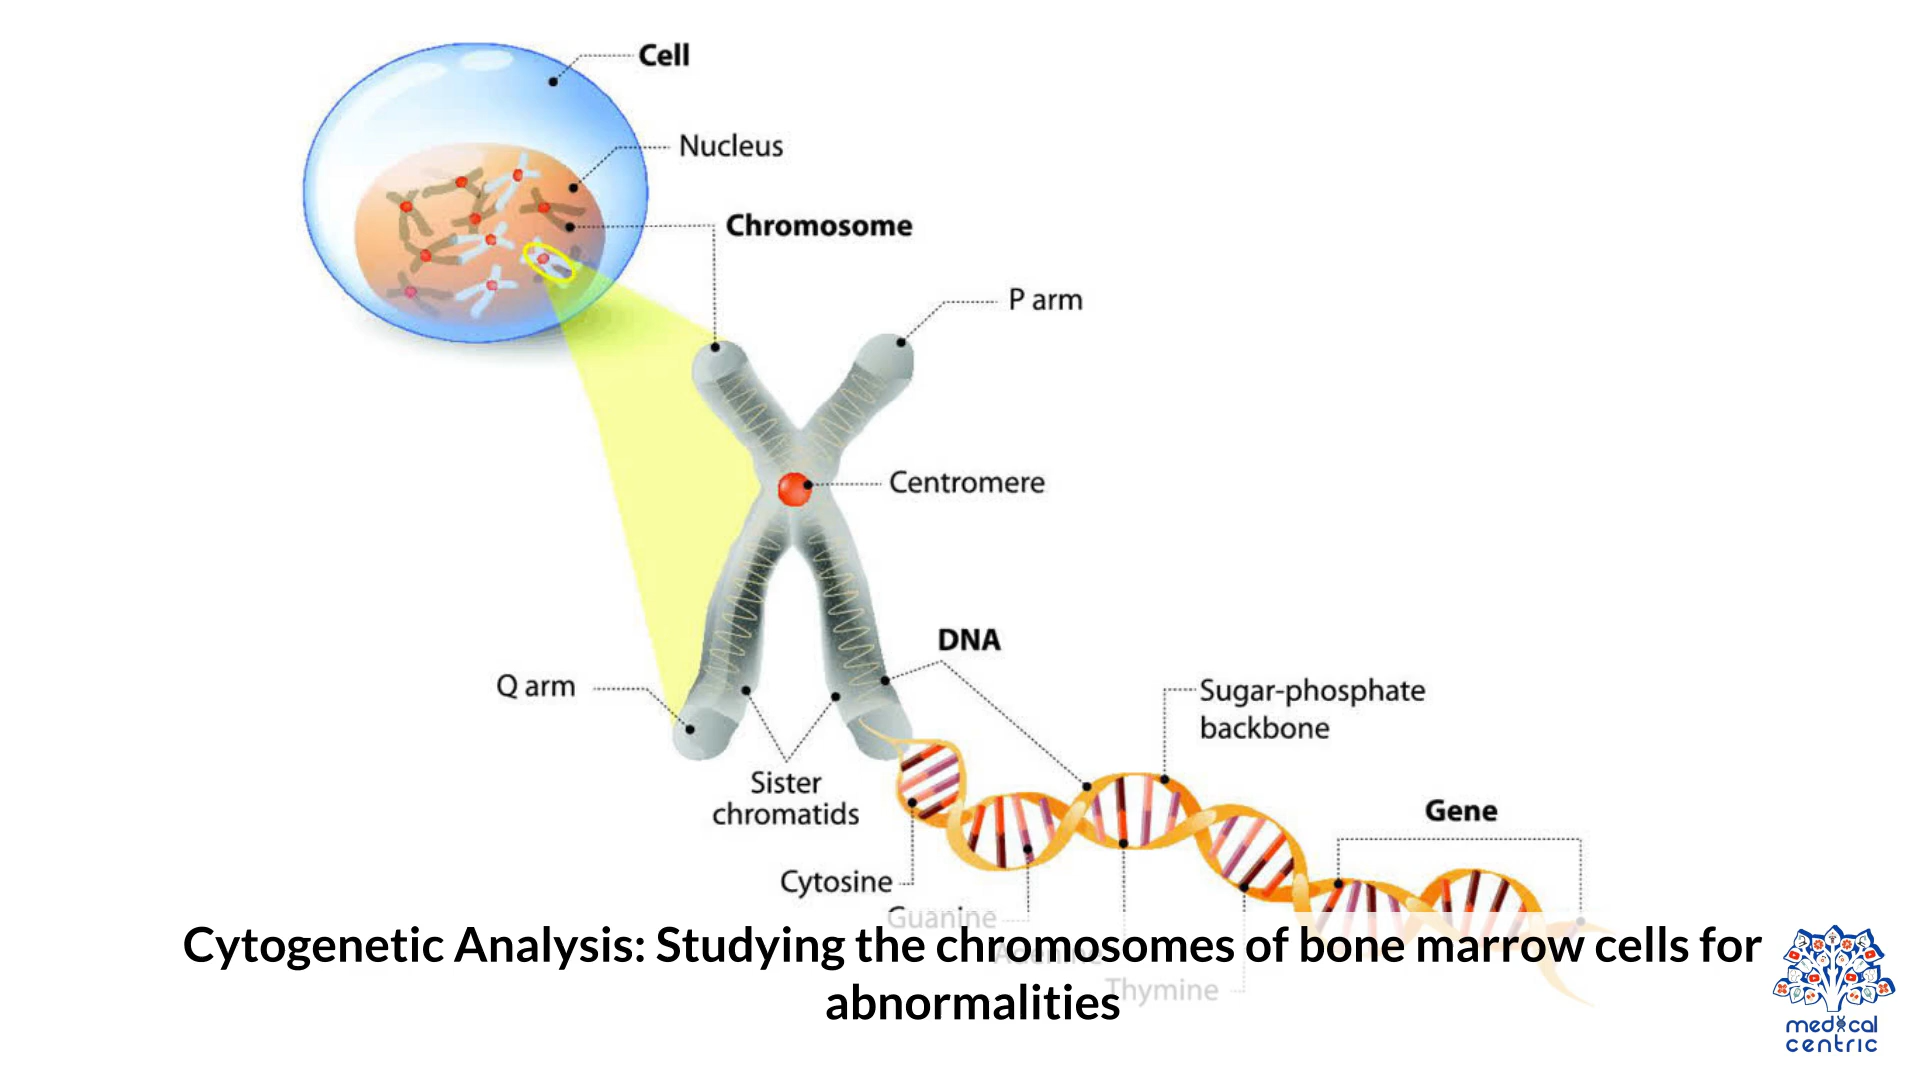 Cell
Nucleus
Chromosome
P arm
Centromere
DNA
Q arm
Sugar-phosphate
backbone
Sister
chromatids
Gene
Cytosine
Guanine
Cytogenetic Analysis: Studying the chromosomes of bone marrow cells for
abnormalities
Thymine
medical
centric